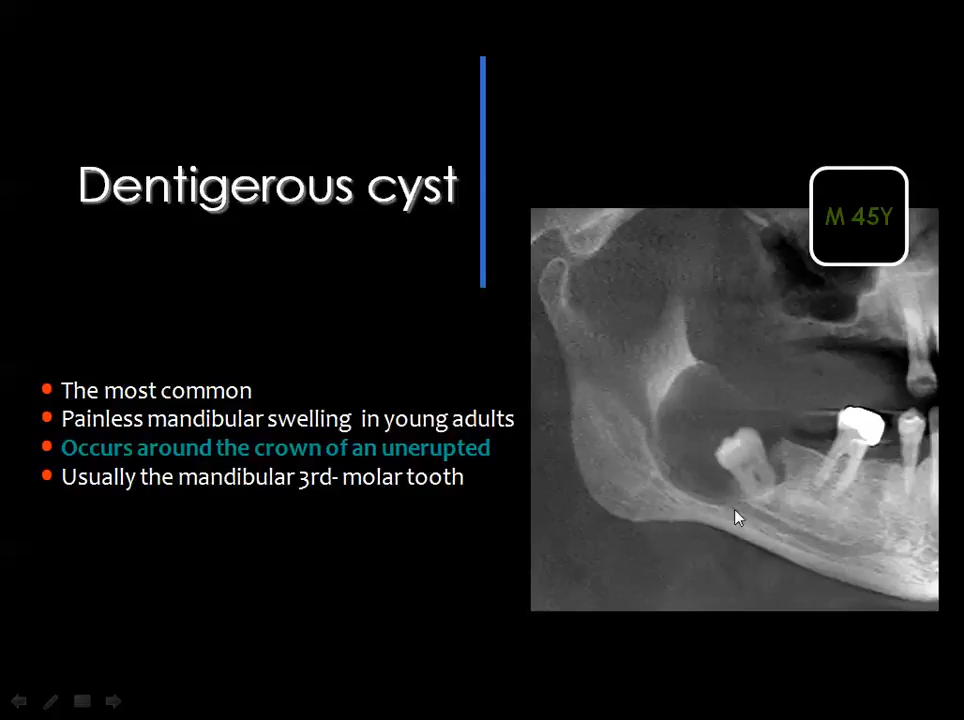 Dentigerous cyst
M 45Y
The most common
Painless mandibular swelling in young adults
Occurs around the crown of an unerupted
Usually the mandibular 3rd- molar tooth